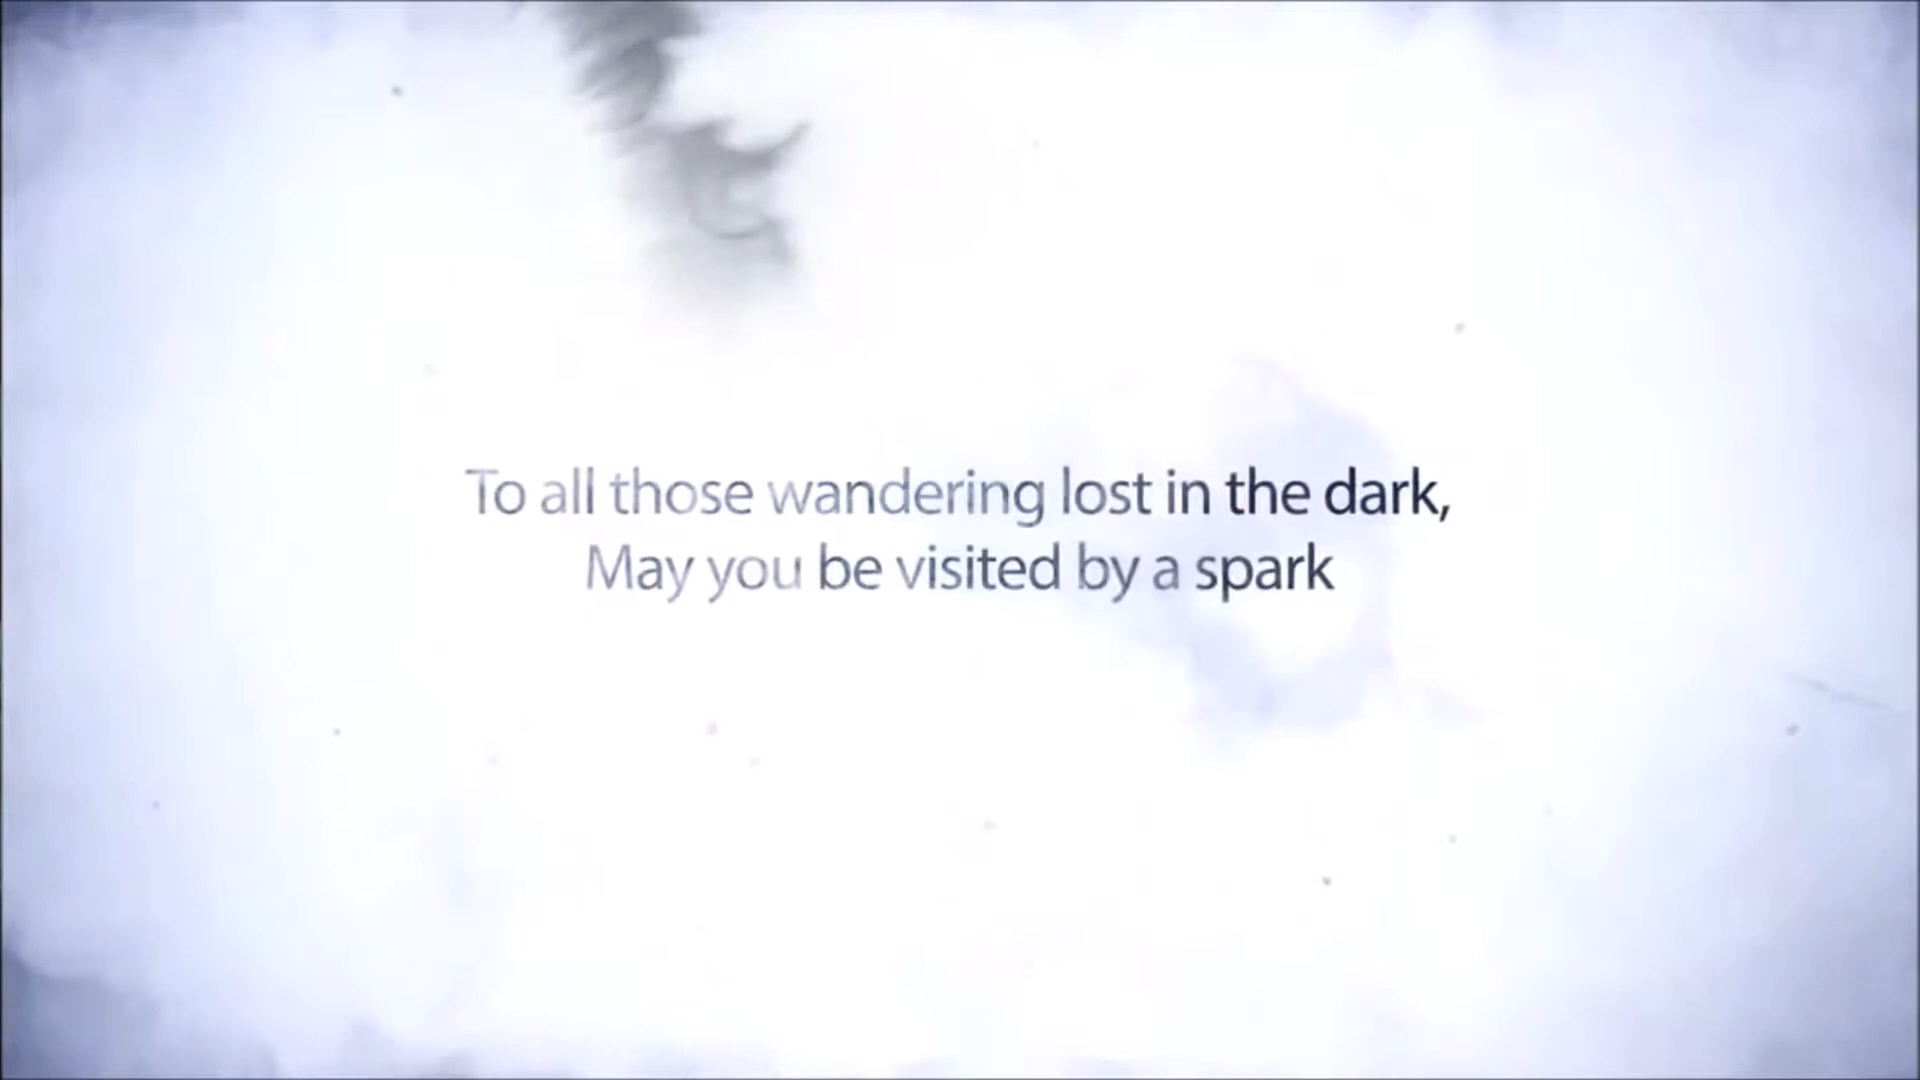 To all those wandering lost in the dark,
May you be visited by a spark